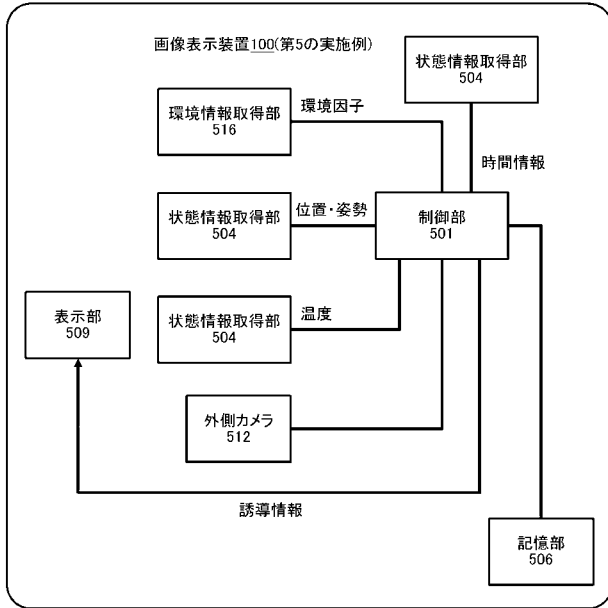 画像表示装置100(第5の実施例)
状態情報取得部
504
環境情報取得部
516
環境因子
時間情報
状態情報取得部
504
位置・姿勢
制御部
501
表示部
509
状態情報取得部
504
温度
外側カメラ
512
誘導情報
記憶部
506